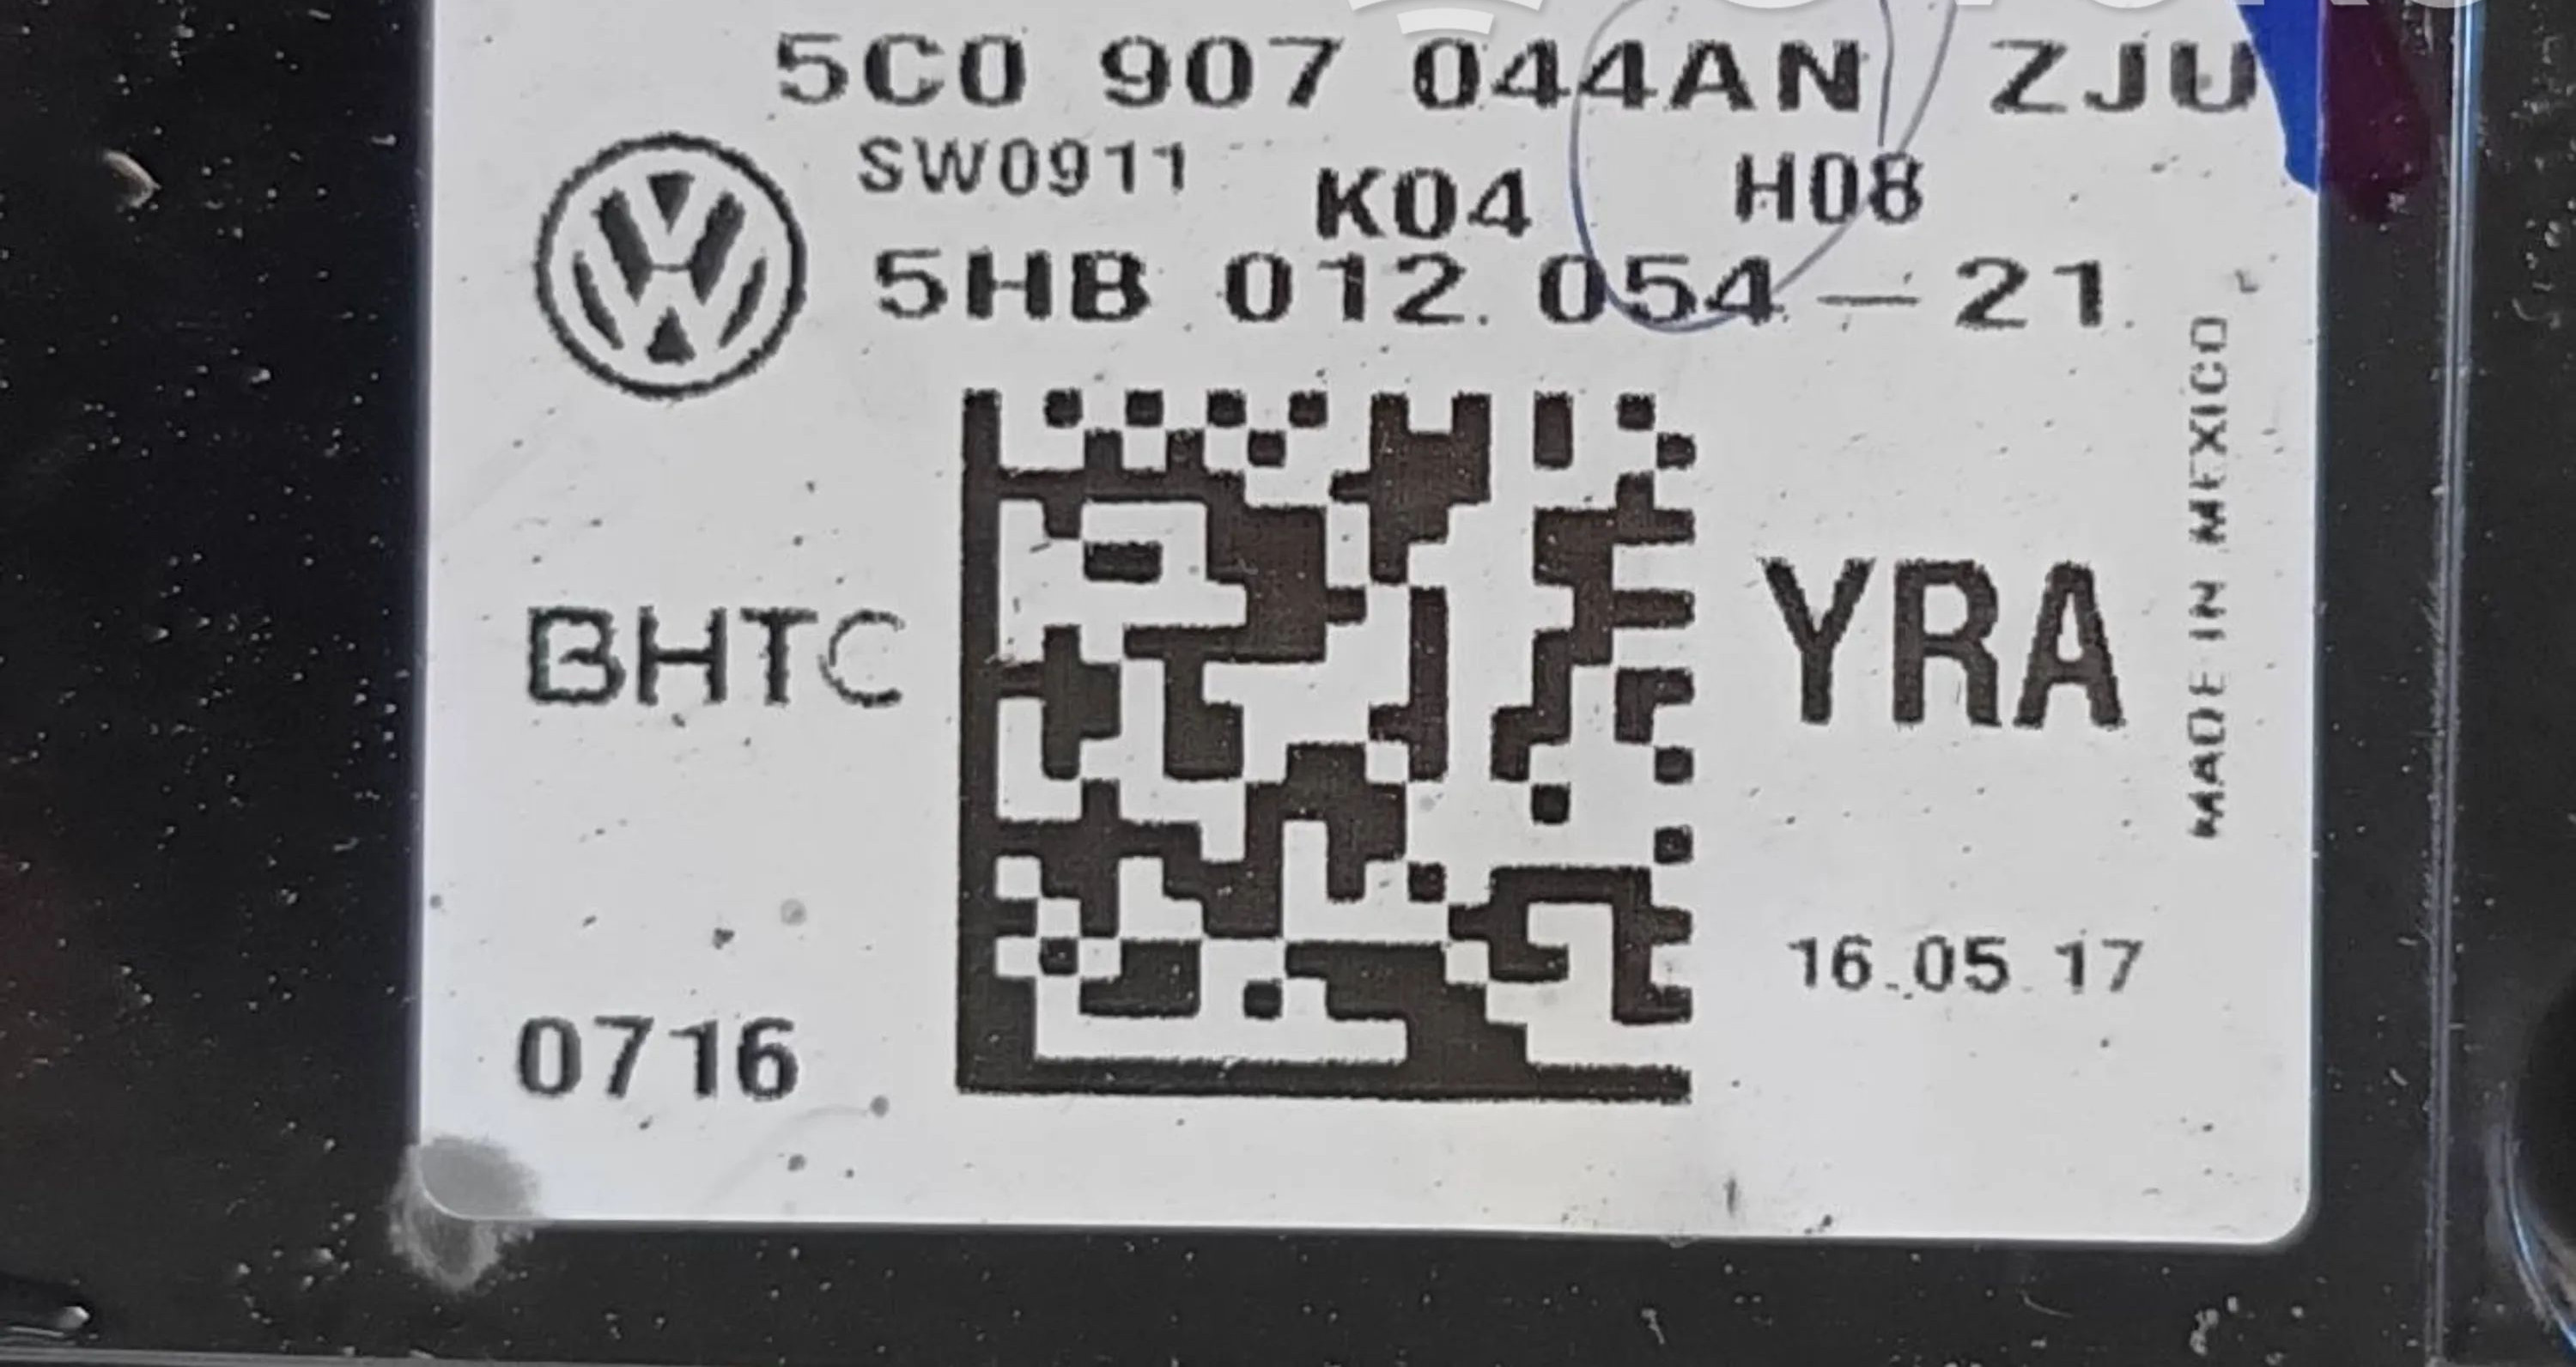 5C0 907 044AN ZJU
SW0911 K04 H08
5HB 012 054-21
BHTC
YRA
MADE IN MEXICO
16.05.17
0716